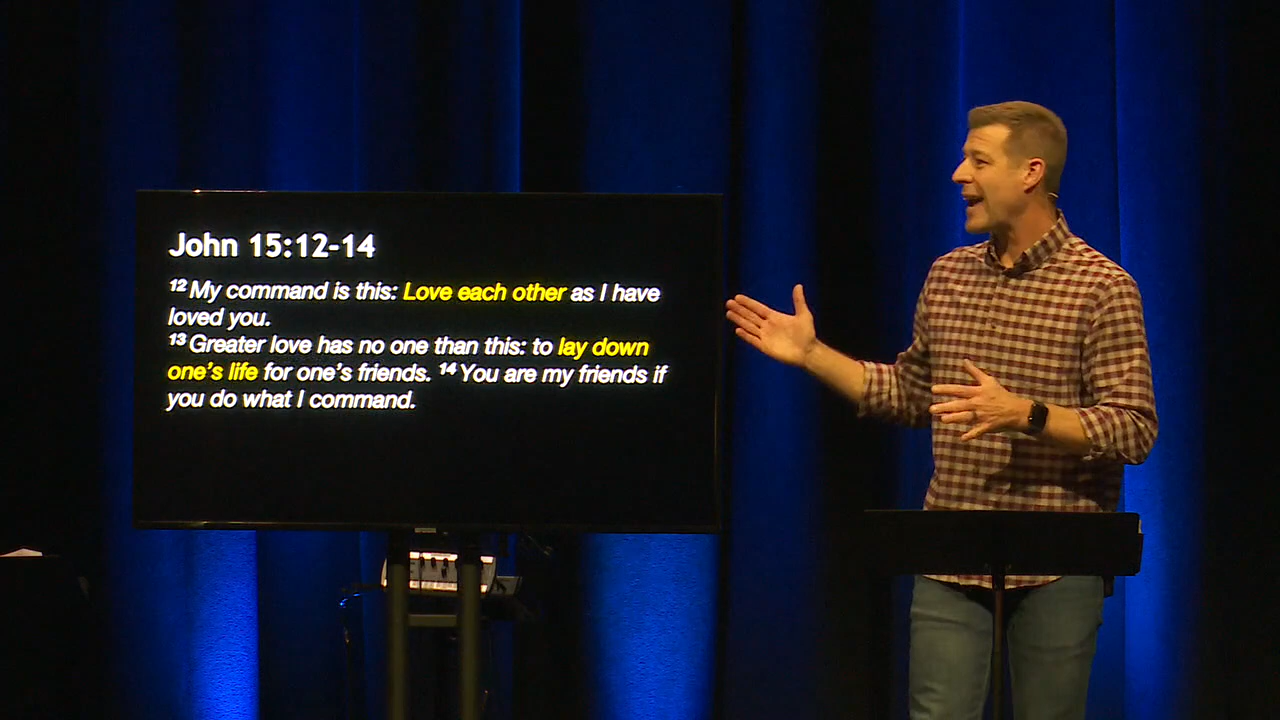 John 15:12-14
¹² My command is this: Love each other as I have
loved you.
¹³ Greater love has no one than this: to lay down
one's life for one's friends. ¹⁴ You are my friends if
you do what I command.